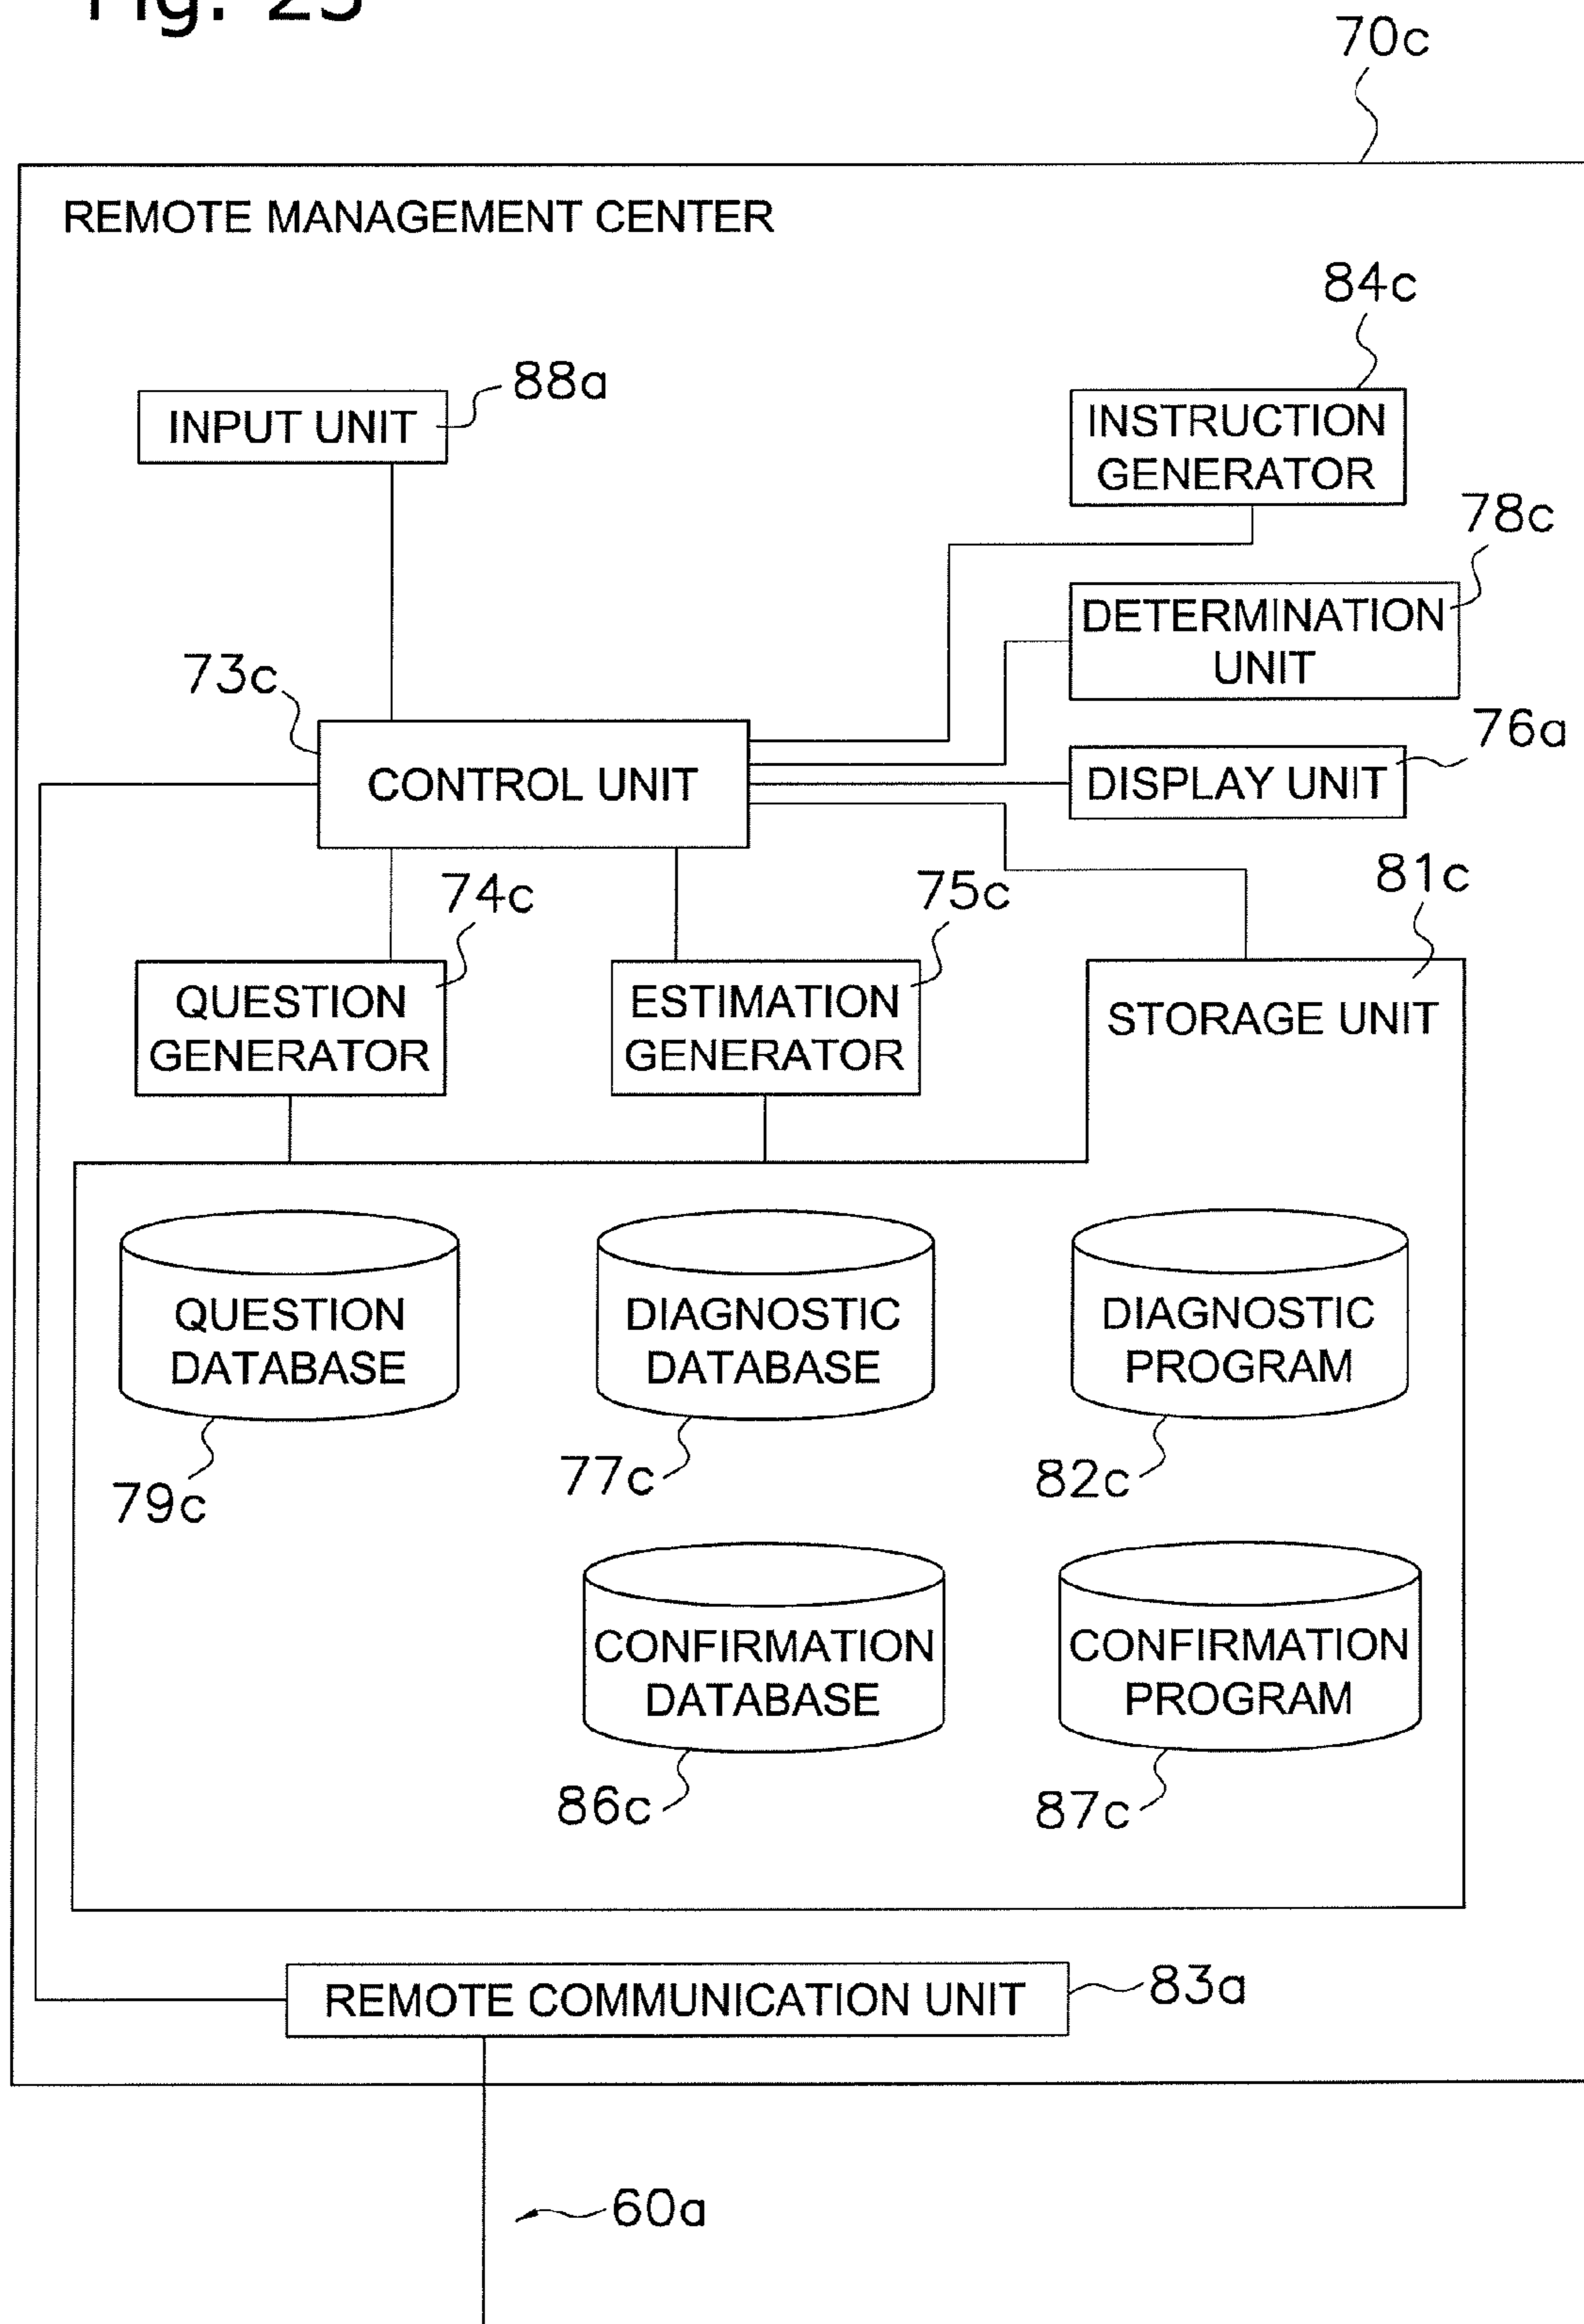 Fig. 23
70c
REMOTE MANAGEMENT CENTER
84c
88a
INPUT UNIT
INSTRUCTION
GENERATOR
78c
DETERMINATION
UNIT
73c
76a
CONTROL UNIT
DISPLAY UNIT
81c
74c
75c
QUESTION
GENERATOR
ESTIMATION
GENERATOR
STORAGE UNIT
QUESTION
DATABASE
DIAGNOSTIC
DATABASE
DIAGNOSTIC
PROGRAM
79c
77c
82c
CONFIRMATION
DATABASE
CONFIRMATION
PROGRAM
86c
87c
REMOTE COMMUNICATION UNIT
83a
60a